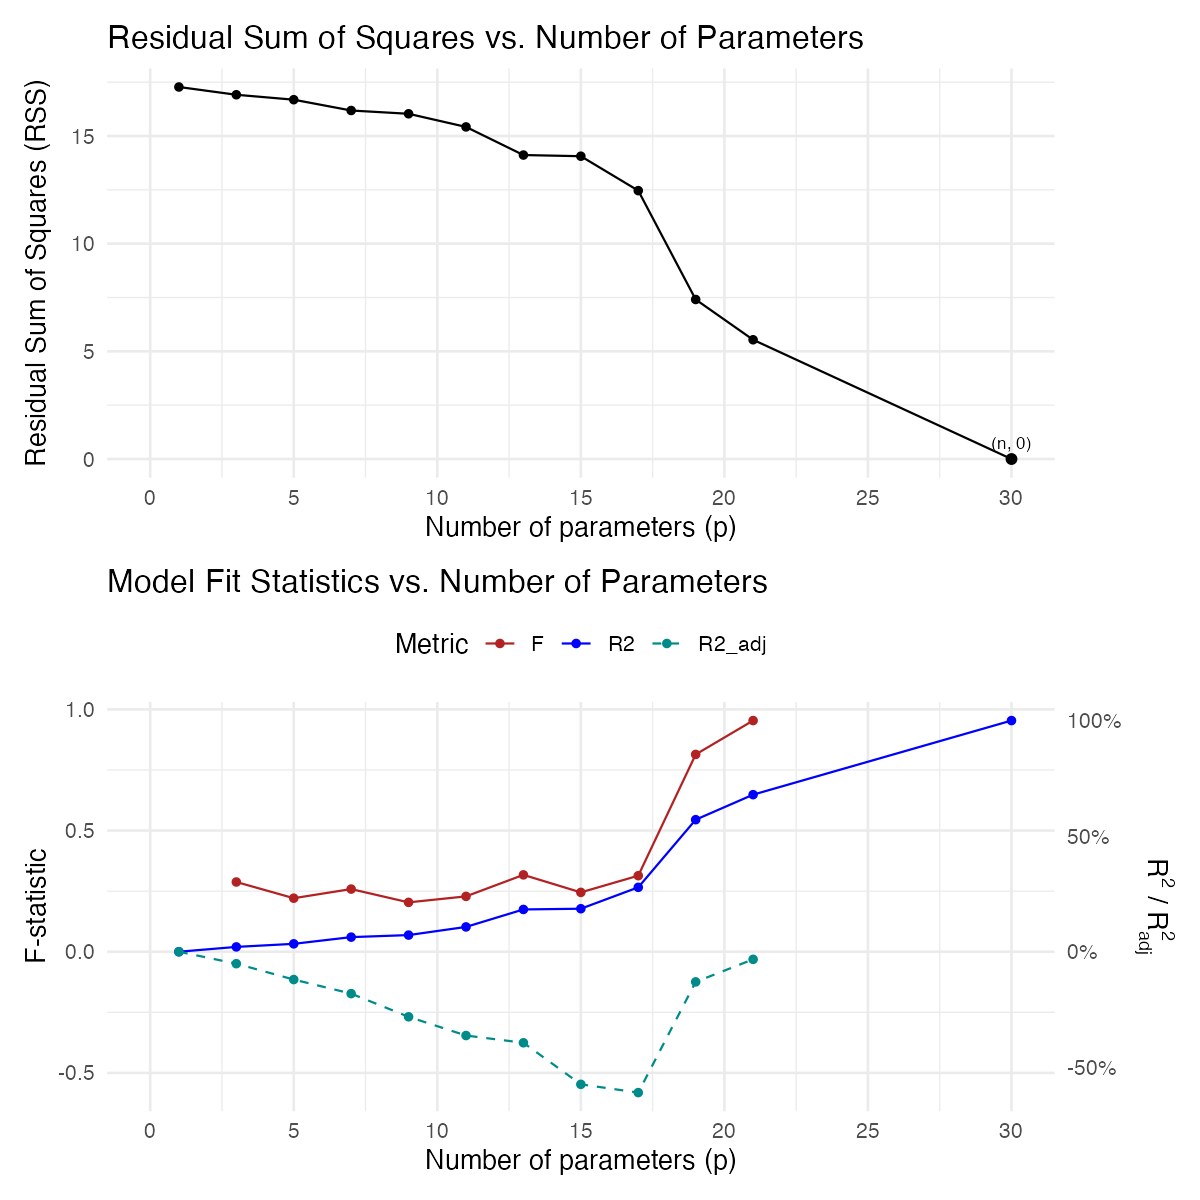 Residual Sum of Squares vs. Number of Parameters
Residual Sum of Squares (RSS)
15
10
5
0
(n, 0)
0 5 10 15 20 25 30
Number of parameters (p)
Model Fit Statistics vs. Number of Parameters
Metric F R2 R2_adj
F-statistic
1.0
0.5
0.0
-0.5
100%
50%
0%
-50%
R² / R²adj
0 5 10 15 20 25 30
Number of parameters (p)